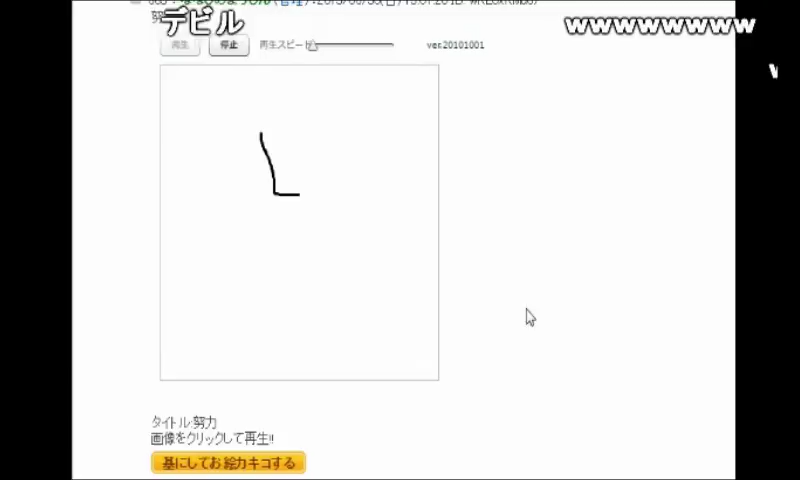 デビル
wwwwwwwww
再生
停止
再生スピード
ver.20101001
タイトル:努力
画像をクリックして再生!!
基にしてお絵カキコする